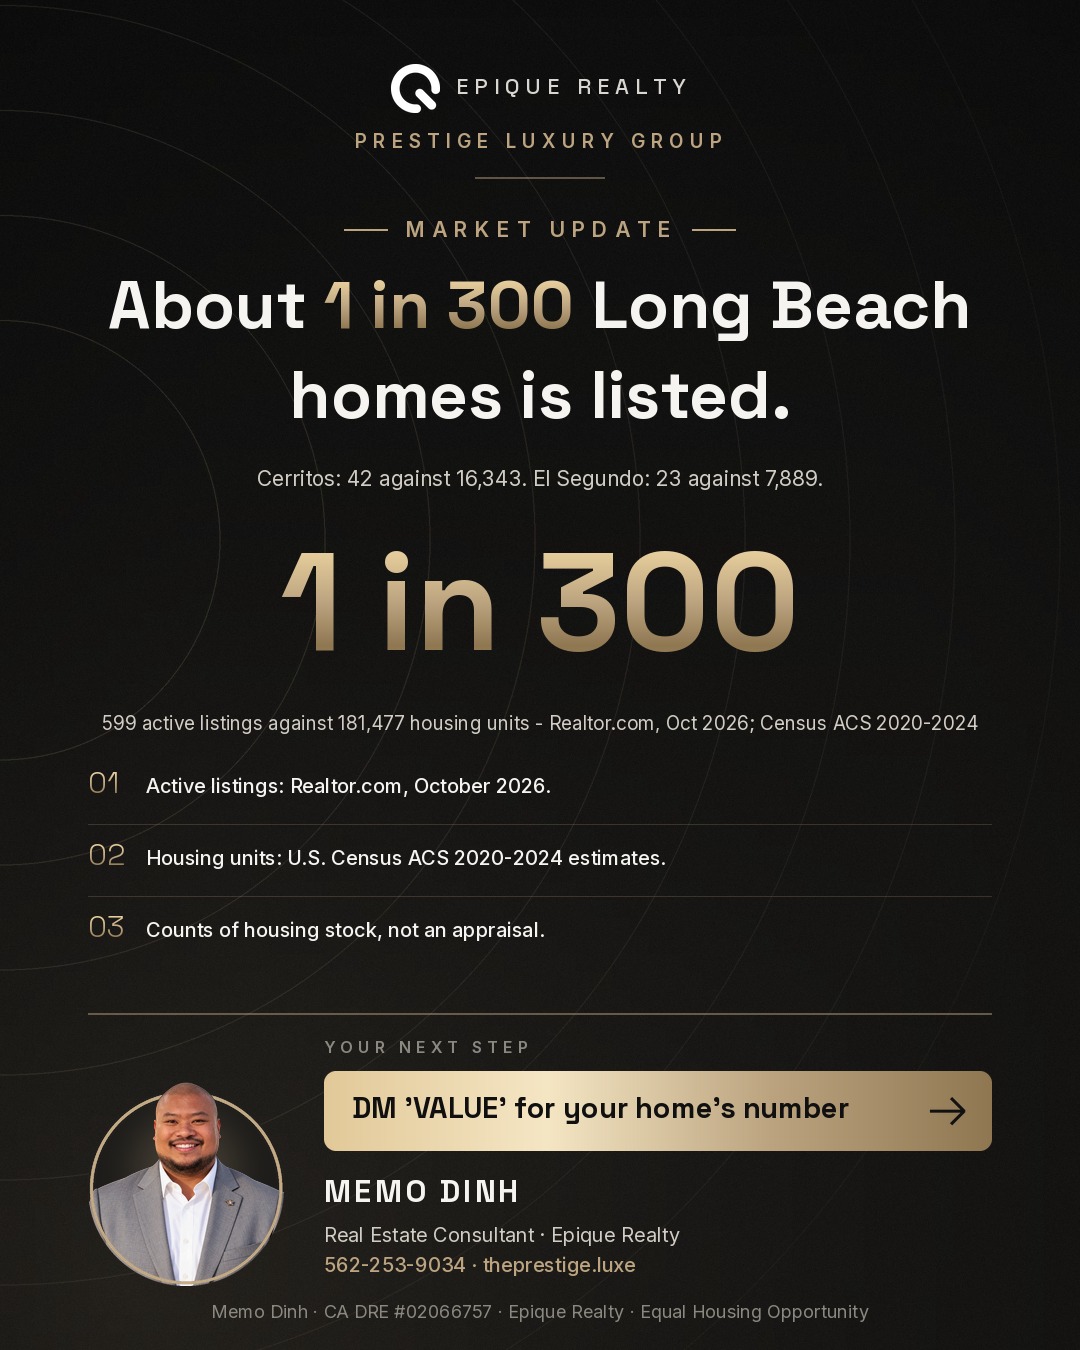 EPIQUE REALTY
PRESTIGE LUXURY GROUP
MARKET UPDATE
About 1 in 300 Long Beach
homes is listed.
Cerritos: 42 against 16,343. El Segundo: 23 against 7,889.
1 in 300
599 active listings against 181,477 housing units - Realtor.com, Oct 2026; Census ACS 2020-2024
01 Active listings: Realtor.com, October 2026.
02 Housing units: U.S. Census ACS 2020-2024 estimates.
03 Counts of housing stock, not an appraisal.
YOUR NEXT STEP
DM 'VALUE' for your home's number
MEMO DINH
Real Estate Consultant · Epique Realty
562-253-9034 · theprestige.luxe
Memo Dinh · CA DRE #02066757 · Epique Realty · Equal Housing Opportunity